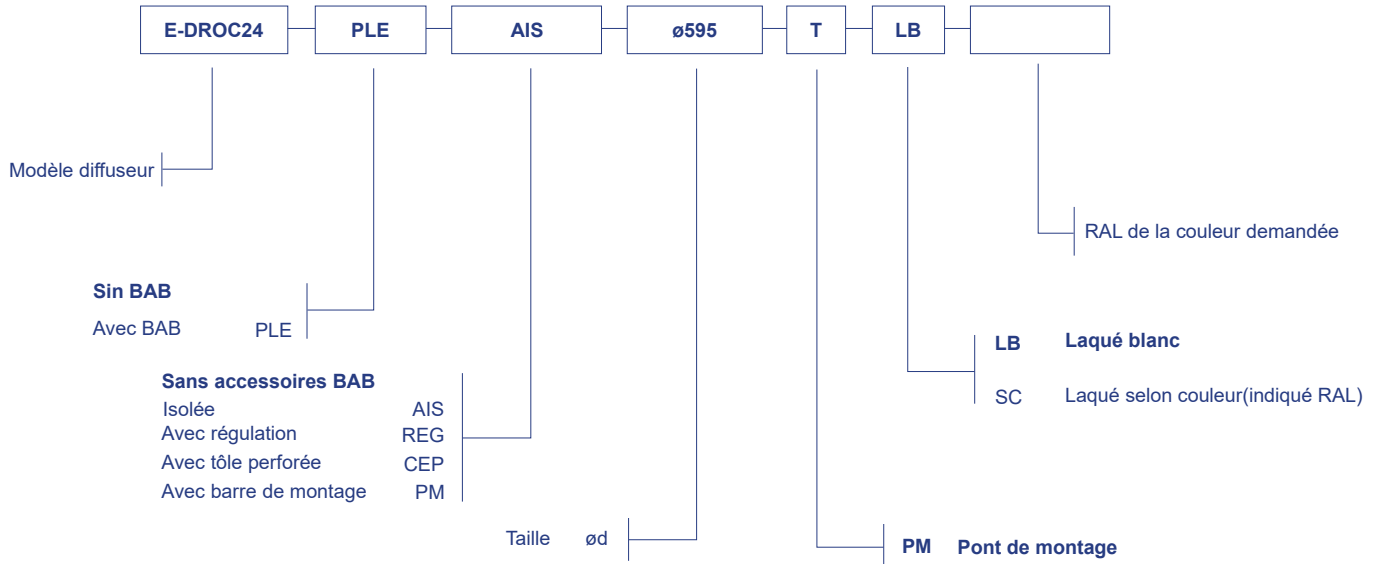 E-DROC24 PLE AIS ø595 T LB
Modèle diffuseur
RAL de la couleur demandée
Sin BAB
Avec BAB PLE
LB Laqué blanc
SC Laqué selon couleur(indiqué RAL)
Sans accessoires BAB
Isolée AIS
Avec régulation REG
Avec tôle perforée CEP
Avec barre de montage PM
Taille ød
PM Pont de montage